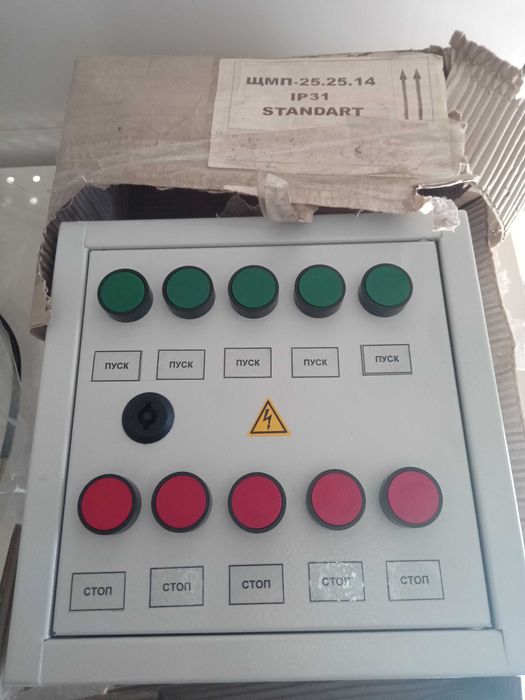 ЩМП-25.25.14
IP31
STANDART
ПУСК ПУСК ПУСК ПУСК ПУСК
СТОП СТОП СТОП СТОП СТОП